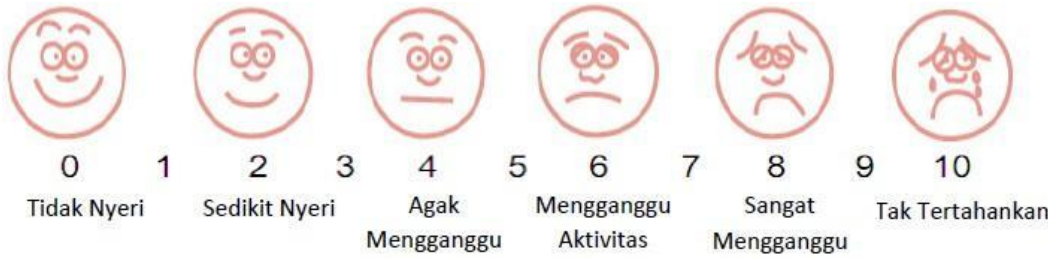 0 1 2 3 4 5 6 7 8 9 10
Tidak Nyeri
Sedikit Nyeri
Agak
Mengganggu
Mengganggu
Aktivitas
Sangat
Mengganggu
Tak Tertahankan